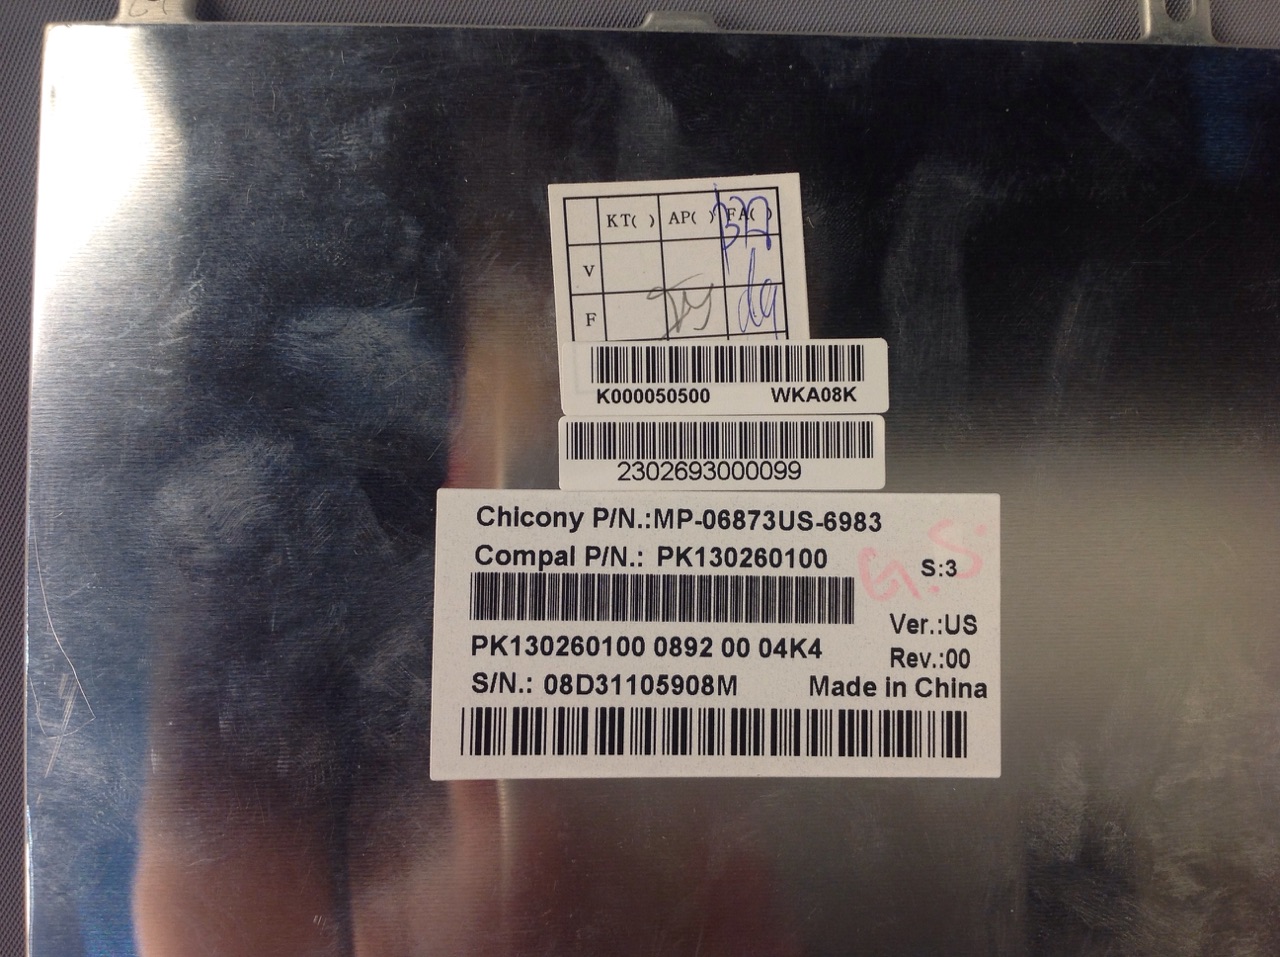 KT( ) AP( ) FA( )
V
F
K000050500 WKA08K
2302693000099
Chicony P/N.:MP-06873US-6983
Compal P/N.: PK130260100
G.S.
S:3
Ver.:US
PK130260100 0892 00 04K4
Rev.:00
S/N.: 08D31105908M
Made in China